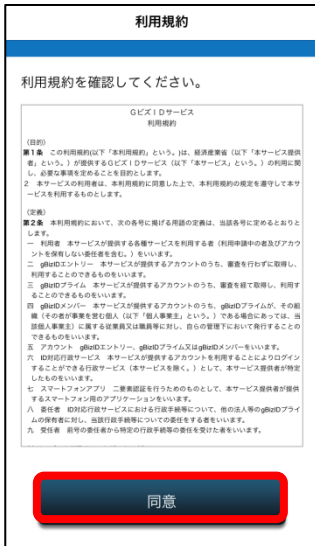 利用規約
利用規約を確認してください。
GビズIDサービス
利用規約
(目的)
第1条 この利用規約(以下「本利用規約」という。)は、経済産業省(以下「本サービス提供
者」という。)が提供するGビズIDサービス(以下「本サービス」という。)の利用に関
し、必要な事項を定めることを目的とします。
2 本サービスの利用者は、本利用規約に同意した上で、本利用規約の規定を遵守して本サ
ービスを利用するものとします。
(定義)
第2条 本利用規約において、次の各号に掲げる用語の定義は、当該各号に定めるとおりと
します。
一 利用者 本サービスが提供する各種サービスを利用する者(利用申請中の者及びアカウ
ントを保有しない委任者を含む。)をいいます。
二 gBizIDエントリー 本サービスが提供するアカウントのうち、審査を行わずに取得し、
利用することのできるものをいいます。
三 gBizIDプライム 本サービスが提供するアカウントのうち、審査を経て取得し、利用す
ることのできるものをいいます。
四 gBizIDメンバー 本サービスが提供するアカウントのうち、gBizIDプライムが、その組
織(その者が事業を営む個人(以下「個人事業主」という。)である場合にあっては、当
該個人事業主)に属する従業員又は職員等に対し、自らの管理下において発行することの
できるものをいいます。
五 アカウント gBizIDエントリー、gBizIDプライム又はgBizIDメンバーをいいます。
六 ID対応行政サービス 本サービスが提供するアカウントを利用することによりログイン
することができる行政サービス(本サービスを除く。)として、本サービス提供者が特定
したものをいいます。
七 スマートフォンアプリ 二要素認証を行うためのものとして、本サービス提供者が提供
するスマートフォン用のアプリケーションをいいます。
八 委任者 ID対応行政サービスにおける行政手続等について、他の法人等のgBizIDプライ
ムの保有者に対し、当該行政手続等についての委任をする者をいいます。
九 受任者 前号の委任者から特定の行政手続等の委任を受けた者をいいます。
同意